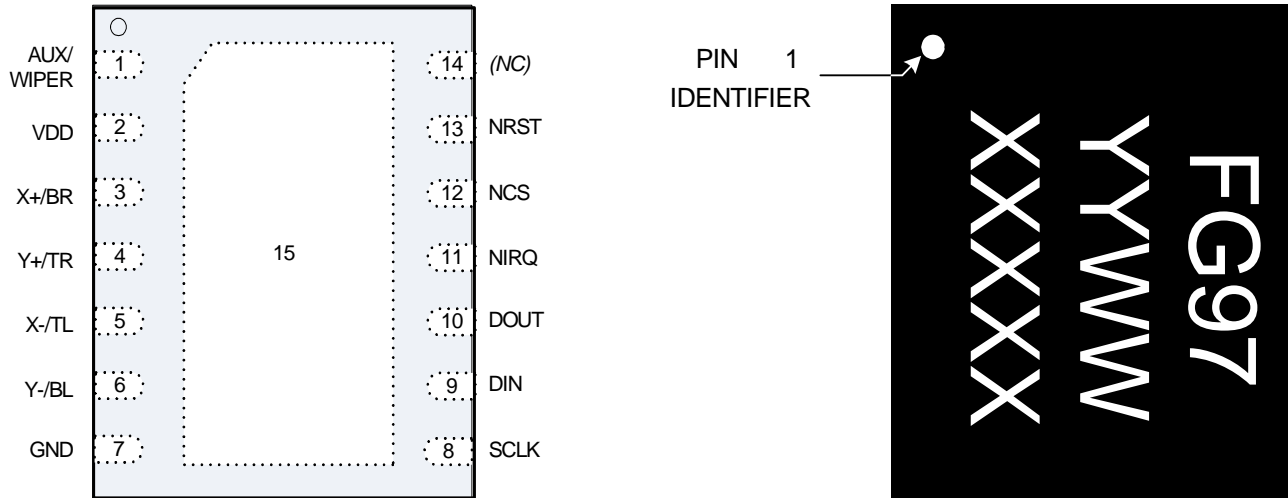 AUX/
WIPER 1
VDD 2
X+/BR 3
Y+/TR 4
X-/TL 5
Y-/BL 6
GND 7
15
14 (NC)
13 NRST
12 NCS
11 NIRQ
10 DOUT
9 DIN
8 SCLK
PIN 1
IDENTIFIER
FG97
YYWW
XXXXX